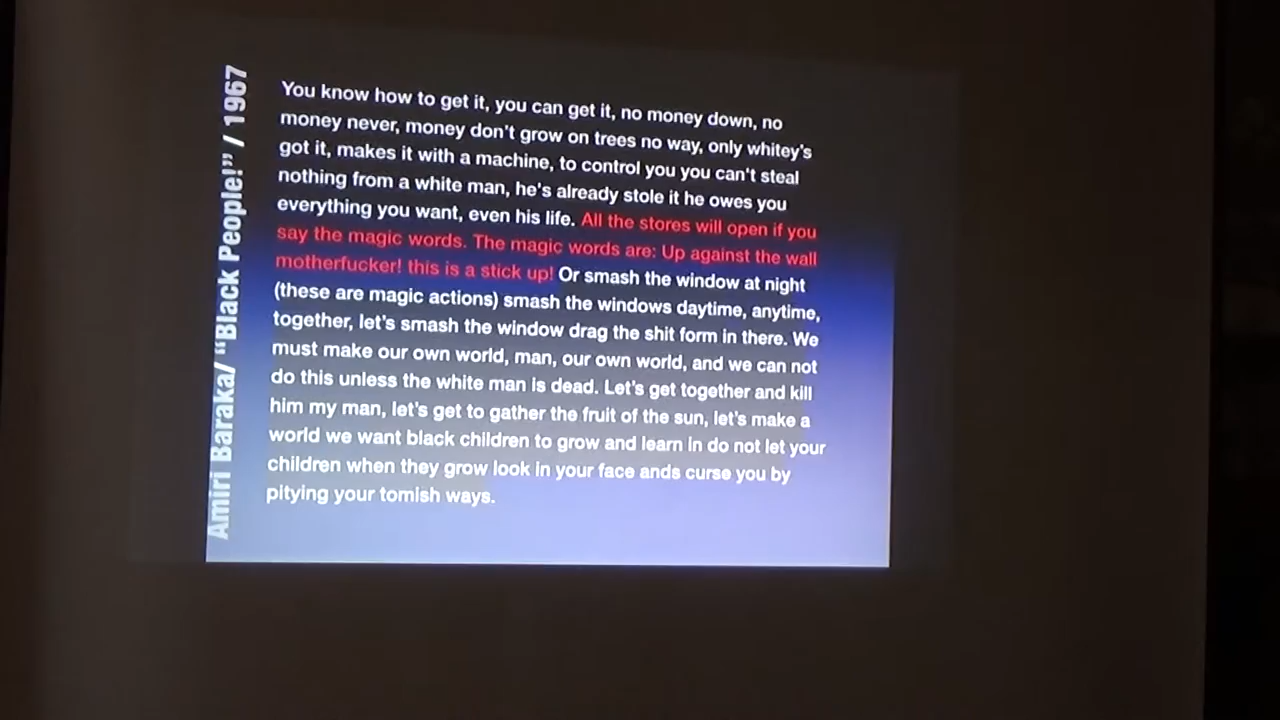 Amiri Baraka/ “Black People!” / 1967
You know how to get it, you can get it, no money down, no
money never, money don't grow on trees no way, only whitey's
got it, makes it with a machine, to control you you can't steal
nothing from a white man, he's already stole it he owes you
everything you want, even his life. All the stores will open if you
say the magic words. The magic words are: Up against the wall
motherfucker! this is a stick up! Or smash the window at night
(these are magic actions) smash the windows daytime, anytime,
together, let's smash the window drag the shit form in there. We
must make our own world, man, our own world, and we can not
do this unless the white man is dead. Let's get together and kill
him my man, let's get to gather the fruit of the sun, let's make a
world we want black children to grow and learn in do not let your
children when they grow look in your face ands curse you by
pitying your tomish ways.